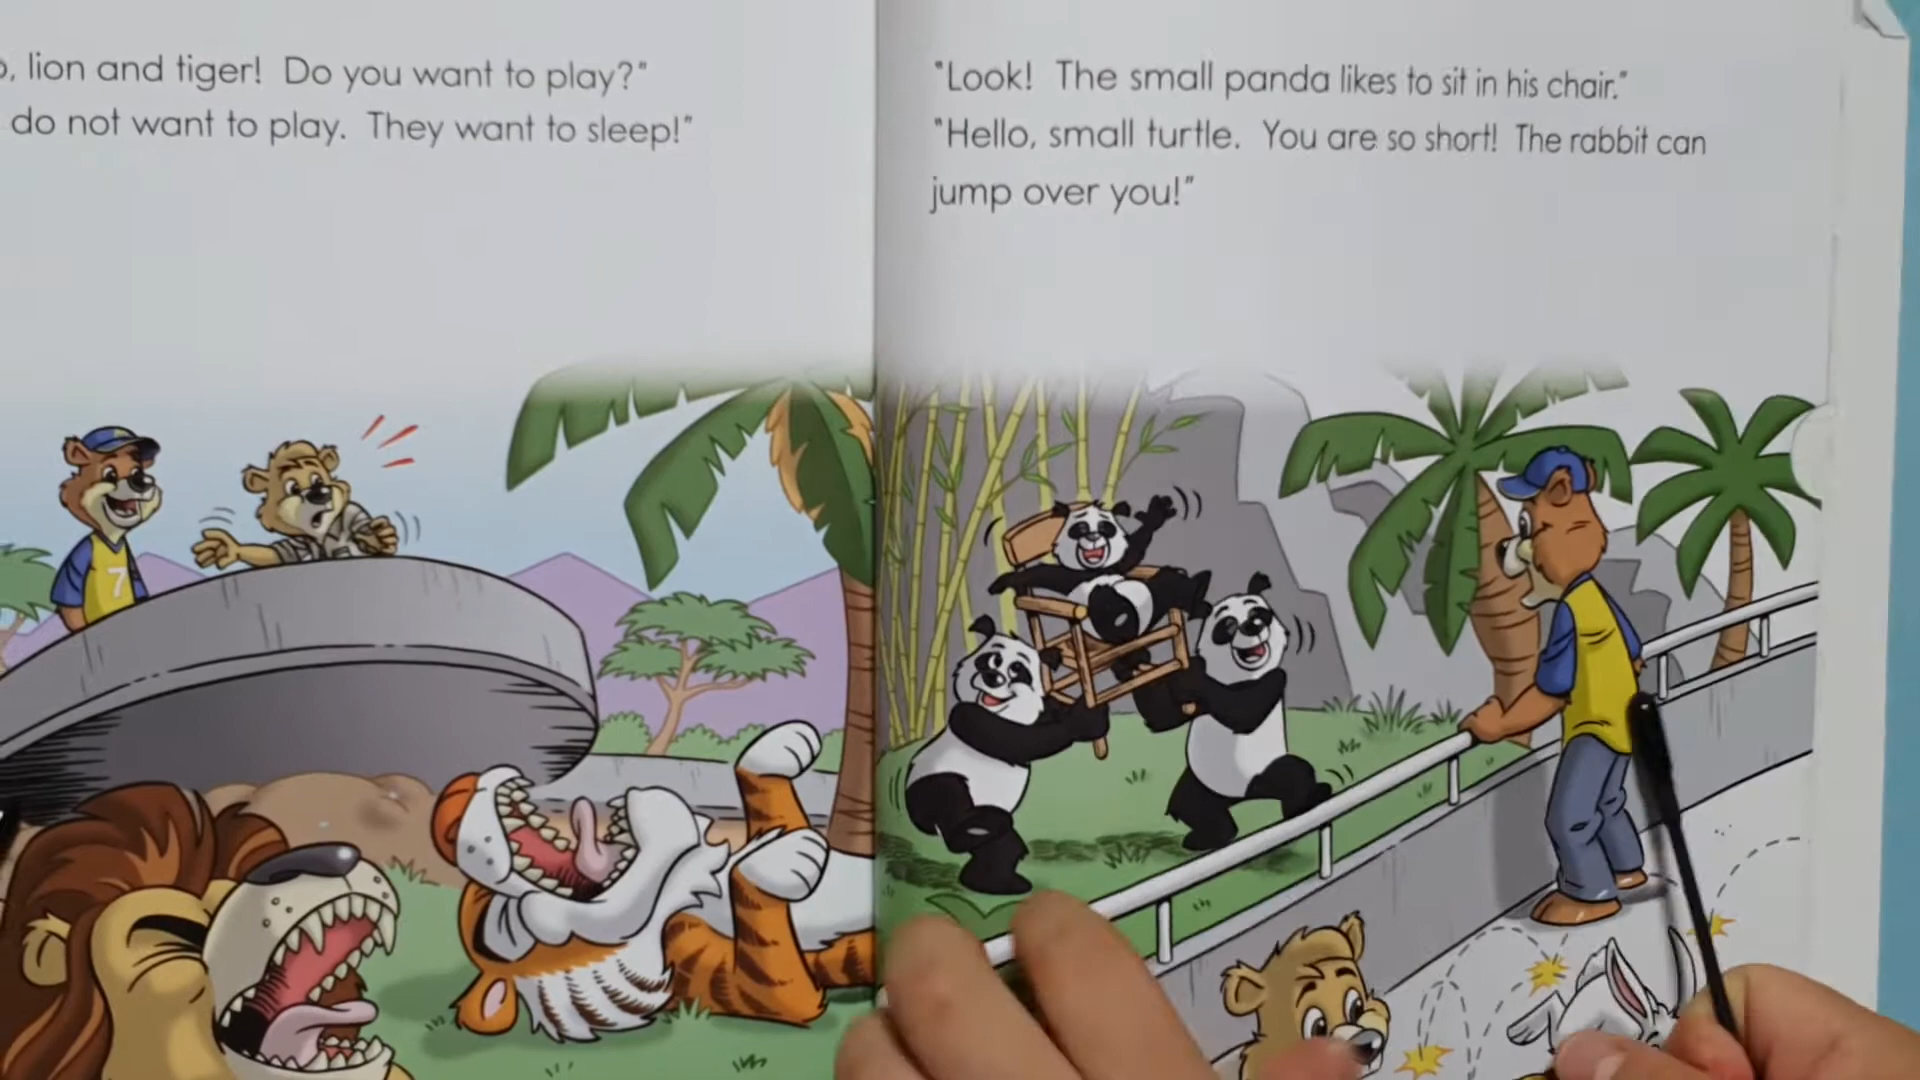 , lion and tiger!  Do you want to play?"
do not want to play.  They want to sleep!"
"Look!  The small panda likes to sit in his chair."
"Hello, small turtle.  You are so short!  The rabbit can
jump over you!"
7